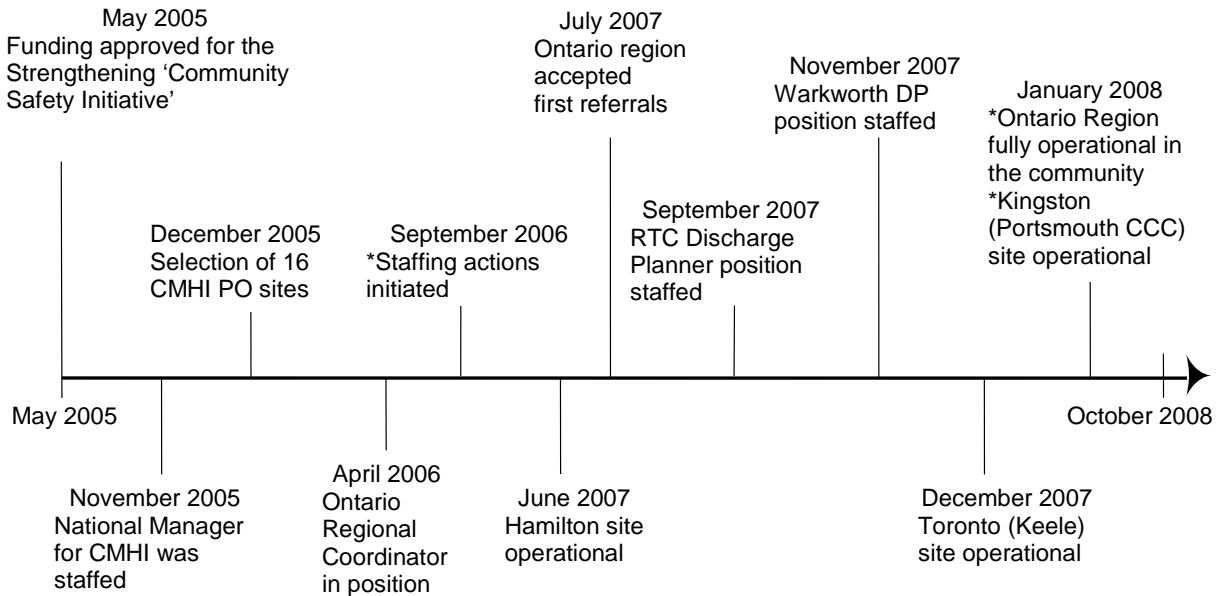 May 2005
Funding approved for the
Strengthening ‘Community
Safety Initiative’
July 2007
Ontario region
accepted
first referrals
November 2007
Warkworth DP
position staffed
January 2008
*Ontario Region
fully operational in
the community
*Kingston
(Portsmouth CCC)
site operational
December 2005
Selection of 16
CMHI PO sites
September 2006
*Staffing actions
initiated
September 2007
RTC Discharge
Planner position
staffed
May 2005
October 2008
November 2005
National Manager
for CMHI was
staffed
April 2006
Ontario
Regional
Coordinator
in position
June 2007
Hamilton site
operational
December 2007
Toronto (Keele)
site operational